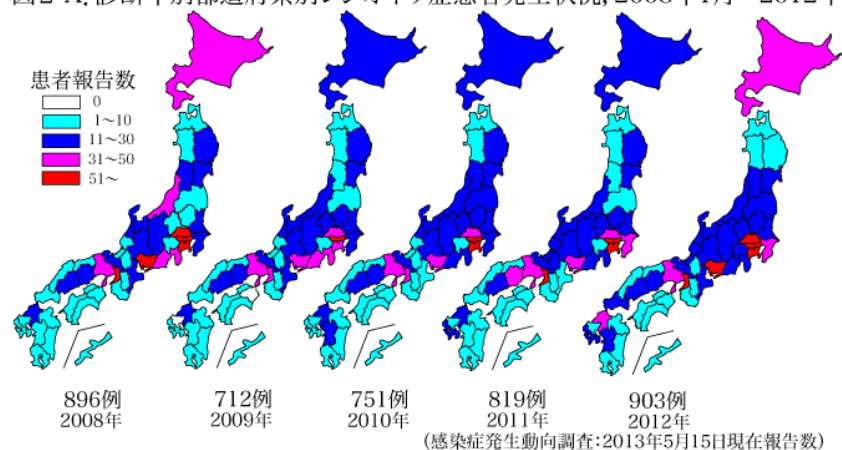 患者報告数
0
1～10
11～30
31～50
51～
896例
2008年
712例
2009年
751例
2010年
819例
2011年
903例
2012年
(感染症発生動向調査:2013年5月15日現在報告数)